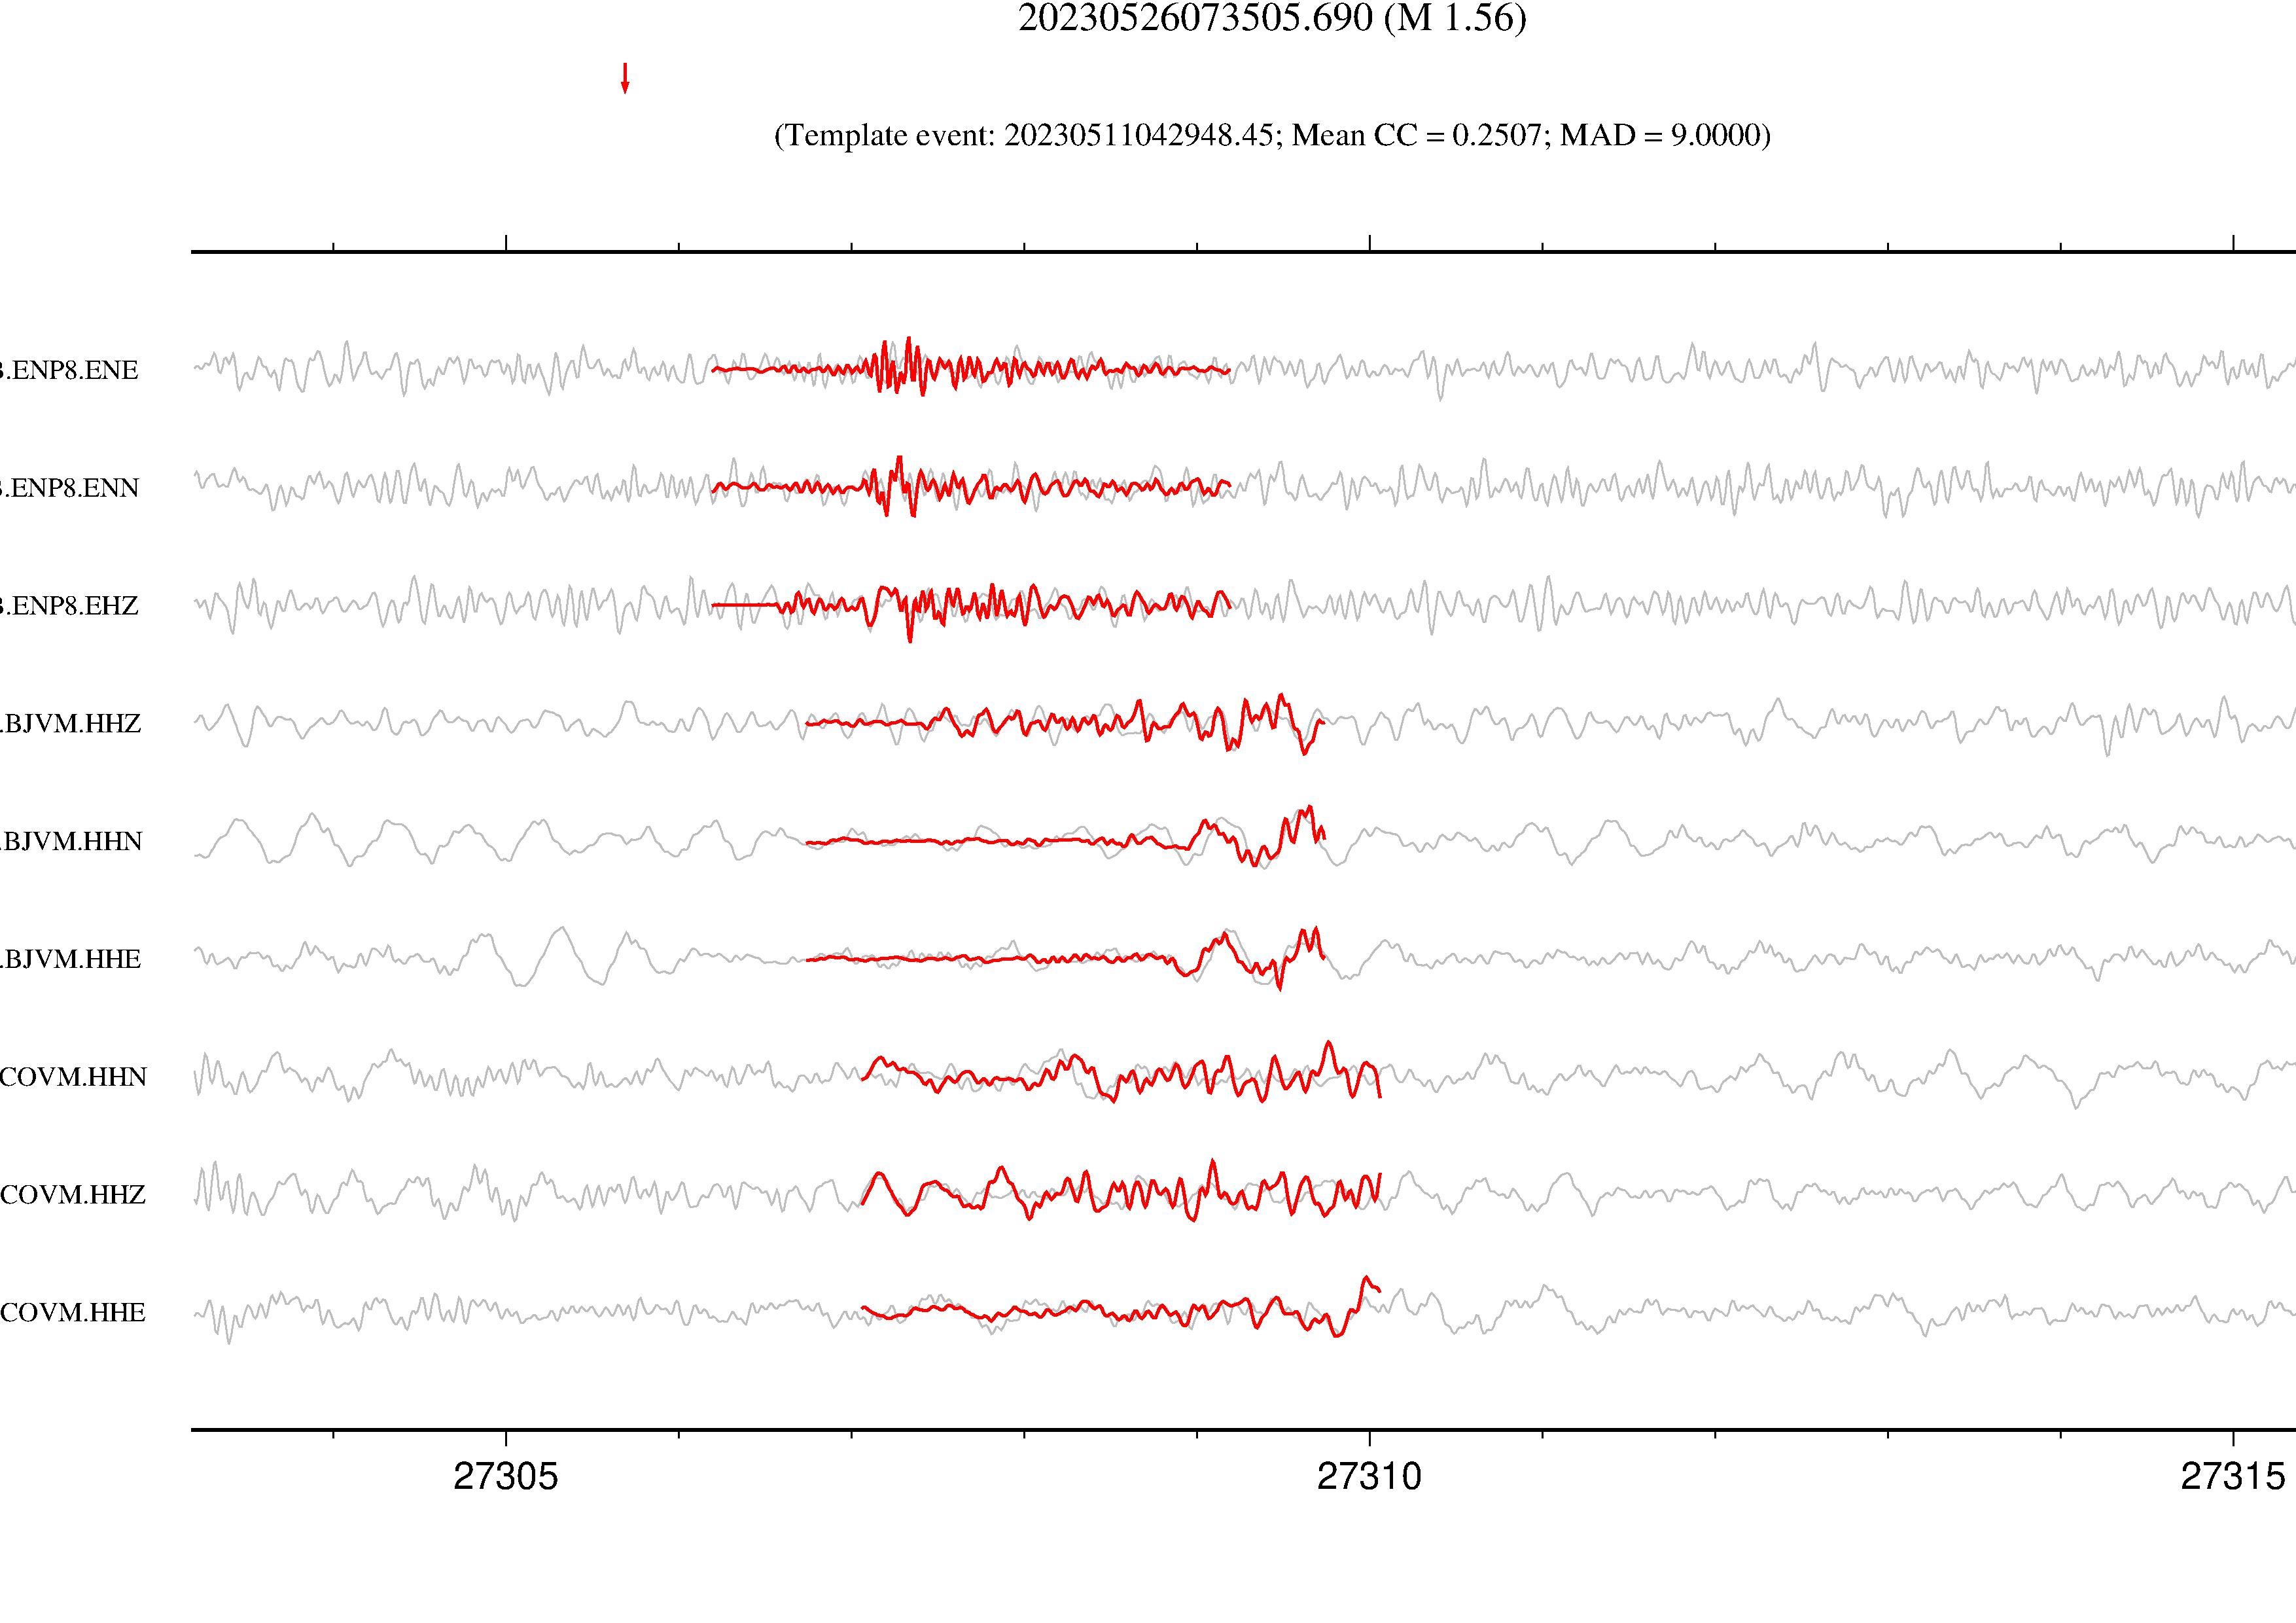 20230526073505.690 (M 1.56)
(Template event: 20230511042948.45; Mean CC = 0.2507; MAD = 9.0000)
.ENP8.ENE
.ENP8.ENN
.ENP8.EHZ
.BJVM.HHZ
.BJVM.HHN
.BJVM.HHE
COVM.HHN
COVM.HHZ
COVM.HHE
27305 27310 27315